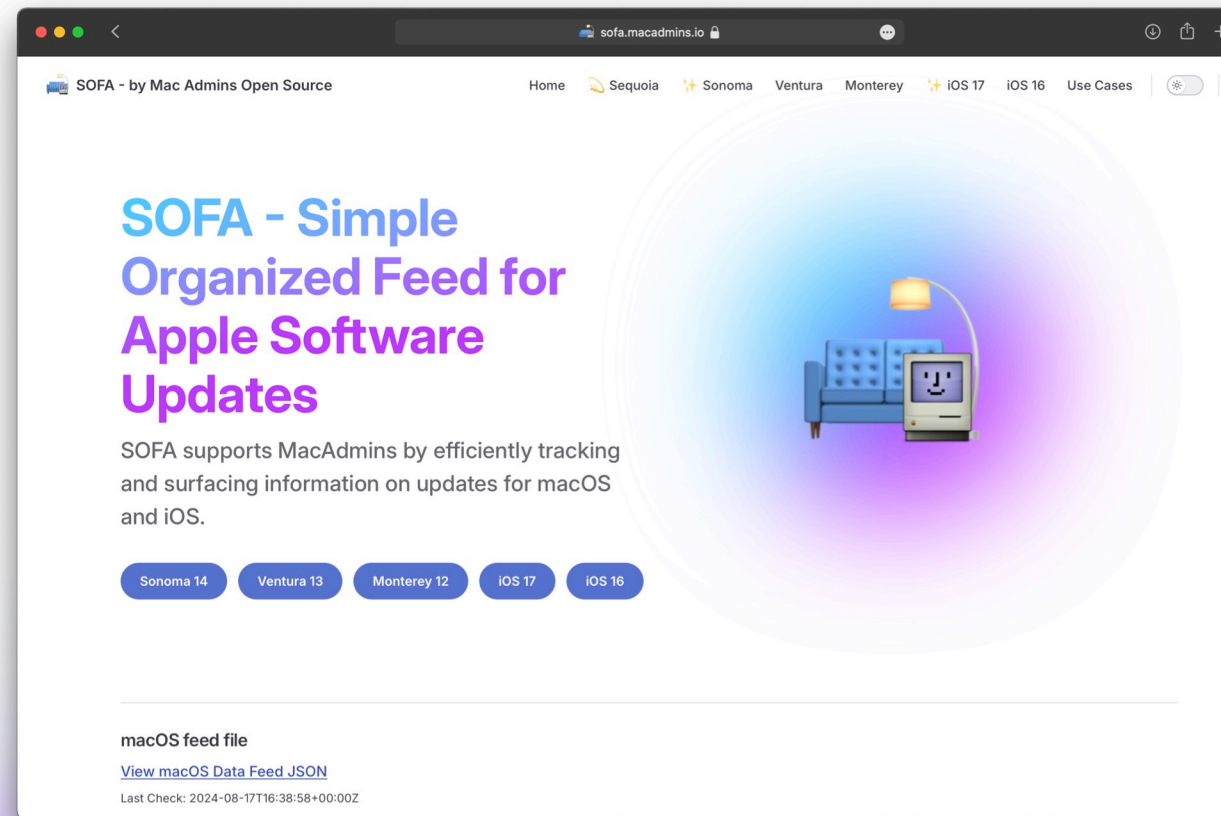 sofa.macadmins.io
SOFA - by Mac Admins Open Source
Home Sequoia Sonoma Ventura Monterey iOS 17 iOS 16 Use Cases
SOFA - Simple
Organized Feed for
Apple Software
Updates
SOFA supports MacAdmins by efficiently tracking
and surfacing information on updates for macOS
and iOS.
Sonoma 14 Ventura 13 Monterey 12 iOS 17 iOS 16
macOS feed file
View macOS Data Feed JSON
Last Check: 2024-08-17T16:38:58+00:00Z